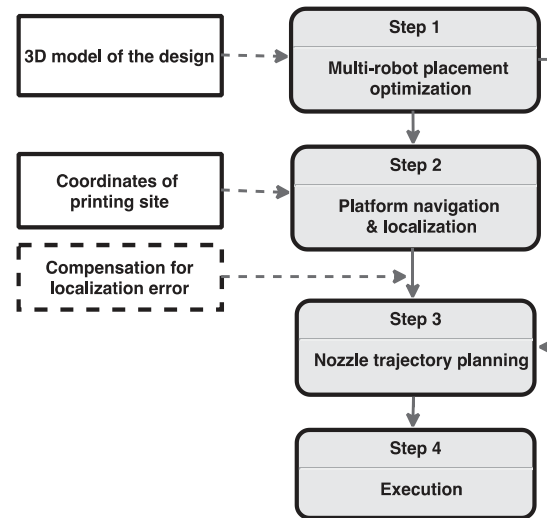 Step 1
3D model of the design
Multi-robot placement
optimization
Step 2
Coordinates of
printing site
Platform navigation
& localization
Compensation for
localization error
Step 3
Nozzle trajectory planning
Step 4
Execution